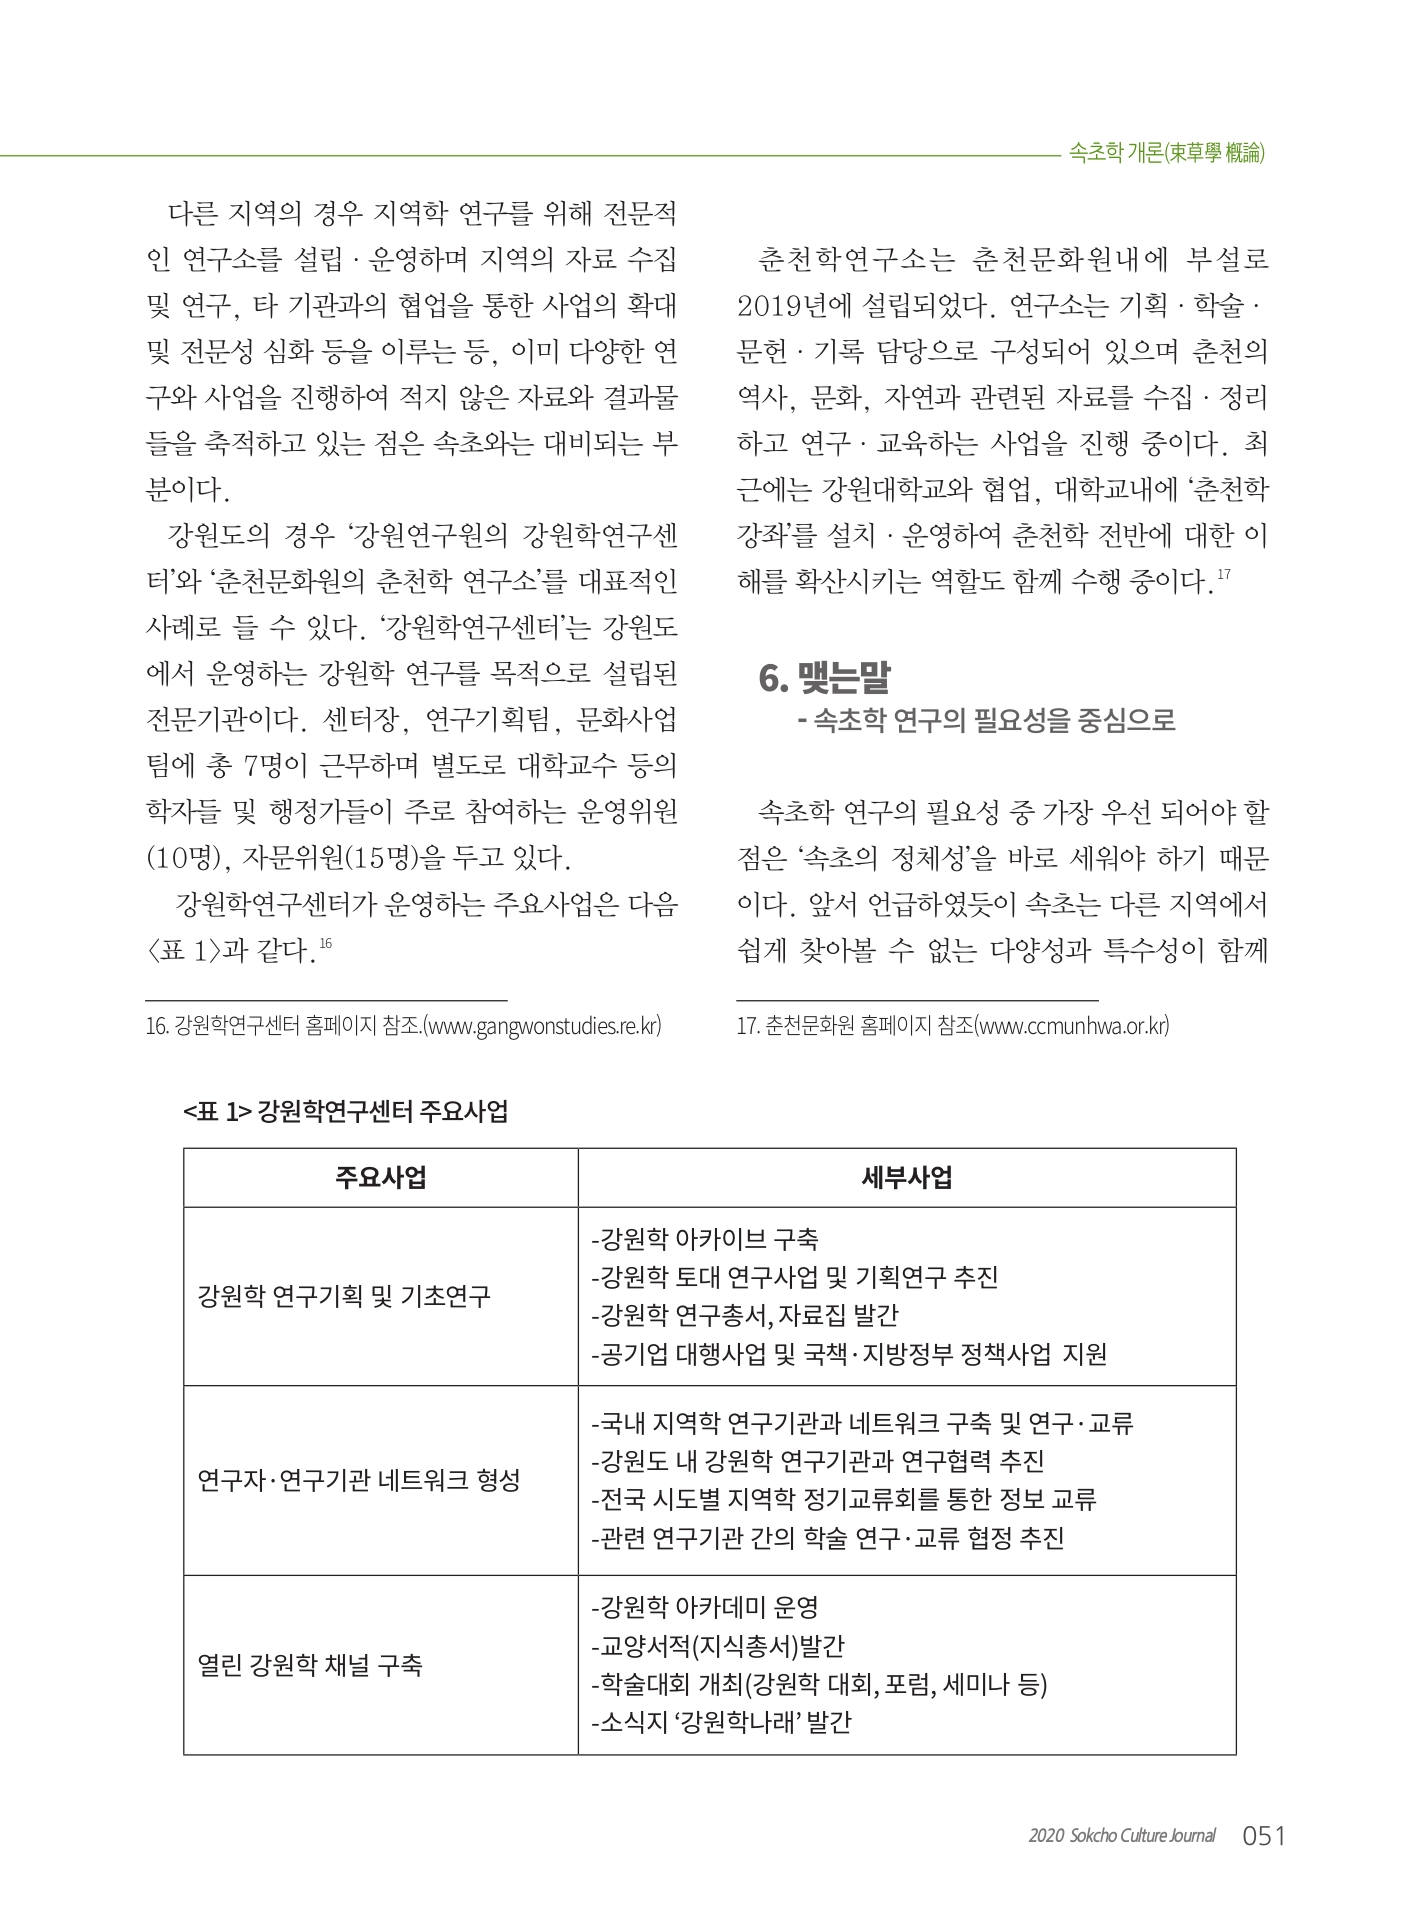 속초학 개론(束草學 槪論)
다른 지역의 경우 지역학 연구를 위해 전문적
인 연구소를 설립 · 운영하며 지역의 자료 수집
및 연구, 타 기관과의 협업을 통한 사업의 확대
및 전문성 심화 등을 이루는 등, 이미 다양한 연
구와 사업을 진행하여 적지 않은 자료와 결과물
들을 축적하고 있는 점은 속초와는 대비되는 부
분이다.
강원도의 경우 ‘강원연구원의 강원학연구센
터’와 ‘춘천문화원의 춘천학 연구소’를 대표적인
사례로 들 수 있다. ‘강원학연구센터’는 강원도
에서 운영하는 강원학 연구를 목적으로 설립된
전문기관이다. 센터장, 연구기획팀, 문화사업
팀에 총 7명이 근무하며 별도로 대학교수 등의
학자들 및 행정가들이 주로 참여하는 운영위원
(10명), 자문위원(15명)을 두고 있다.
강원학연구센터가 운영하는 주요사업은 다음
〈표 1〉과 같다.16
16. 강원학연구센터 홈페이지 참조.(www.gangwonstudies.re.kr)
춘천학연구소는 춘천문화원내에 부설로
2019년에 설립되었다. 연구소는 기획 · 학술 ·
문헌 · 기록 담당으로 구성되어 있으며 춘천의
역사, 문화, 자연과 관련된 자료를 수집 · 정리
하고 연구 · 교육하는 사업을 진행 중이다. 최
근에는 강원대학교와 협업, 대학교내에 ‘춘천학
강좌’를 설치 · 운영하여 춘천학 전반에 대한 이
해를 확산시키는 역할도 함께 수행 중이다.17
6. 맺는말
- 속초학 연구의 필요성을 중심으로
속초학 연구의 필요성 중 가장 우선 되어야 할
점은 ‘속초의 정체성’을 바로 세워야 하기 때문
이다. 앞서 언급하였듯이 속초는 다른 지역에서
쉽게 찾아볼 수 없는 다양성과 특수성이 함께
17. 춘천문화원 홈페이지 참조(www.ccmunhwa.or.kr)
<표 1> 강원학연구센터 주요사업
주요사업
세부사업
강원학 연구기획 및 기초연구
-강원학 아카이브 구축
-강원학 토대 연구사업 및 기획연구 추진
-강원학 연구총서, 자료집 발간
-공기업 대행사업 및 국책·지방정부 정책사업 지원
연구자·연구기관 네트워크 형성
-국내 지역학 연구기관과 네트워크 구축 및 연구·교류
-강원도 내 강원학 연구기관과 연구협력 추진
-전국 시도별 지역학 정기교류회를 통한 정보 교류
-관련 연구기관 간의 학술 연구·교류 협정 추진
열린 강원학 채널 구축
-강원학 아카데미 운영
-교양서적(지식총서)발간
-학술대회 개최(강원학 대회, 포럼, 세미나 등)
-소식지 ‘강원학나래’ 발간
2020 Sokcho Culture Journal 051